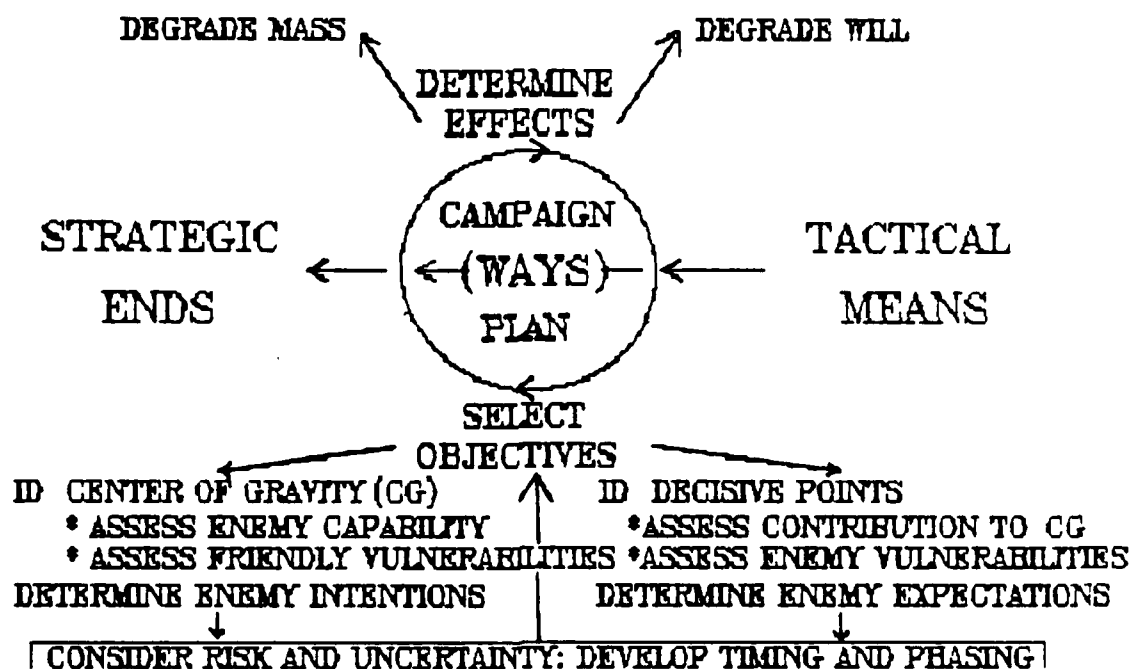 DEGRADE MASS
DEGRADE WILL
DETERMINE
EFFECTS
STRATEGIC
ENDS
CAMPAIGN
(WAYS)
PLAN
TACTICAL
MEANS
SELECT
OBJECTIVES
ID CENTER OF GRAVITY (CG)
* ASSESS ENEMY CAPABILITY
* ASSESS FRIENDLY VULNERABILITIES
DETERMINE ENEMY INTENTIONS
ID DECISIVE POINTS
*ASSESS CONTRIBUTION TO CG
*ASSESS ENEMY VULNERABILITIES
DETERMINE ENEMY EXPECTATIONS
CONSIDER RISK AND UNCERTAINTY: DEVELOP TIMING AND PHASING